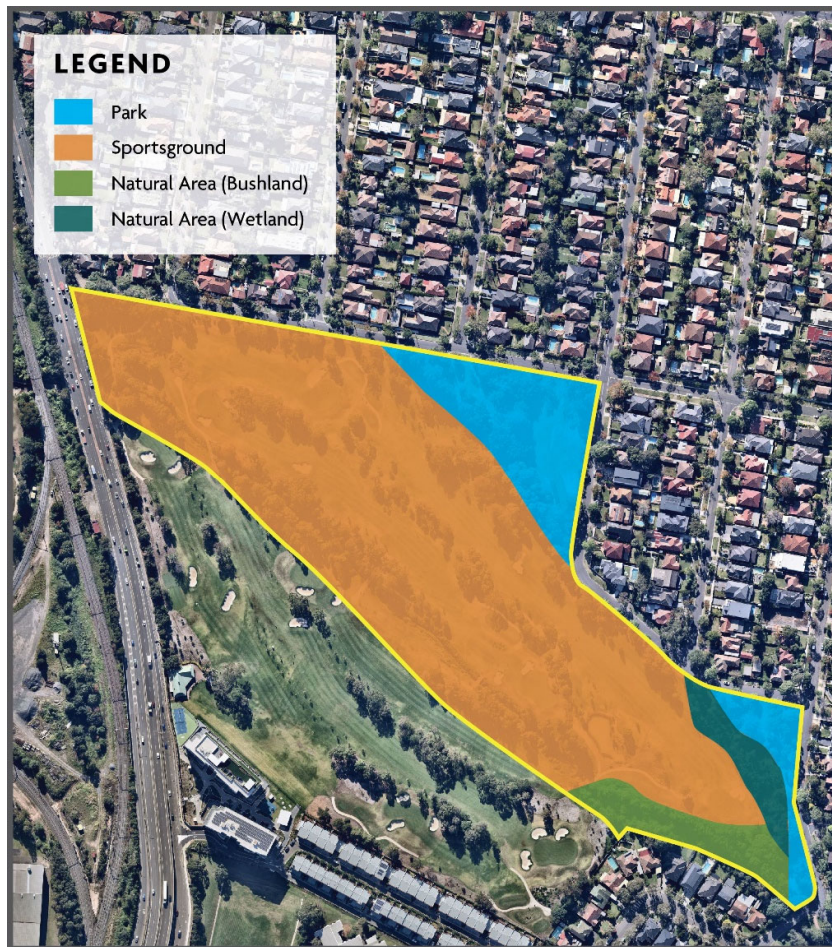 LEGEND
Park
Sportsground
Natural Area (Bushland)
Natural Area (Wetland)